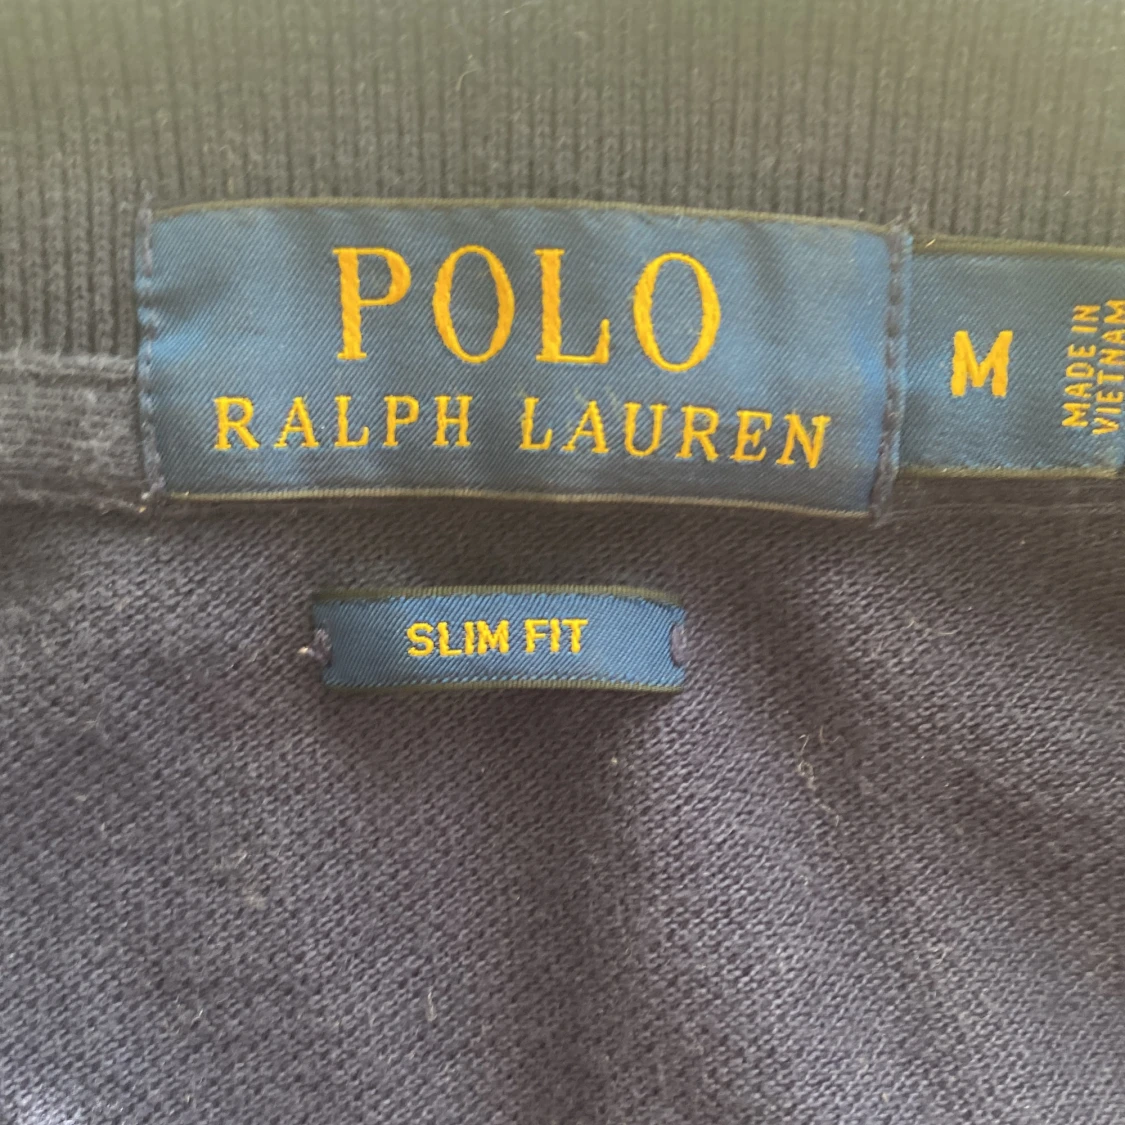 POLO
RALPH LAUREN
M
MADE IN
VIETNAM
SLIM FIT